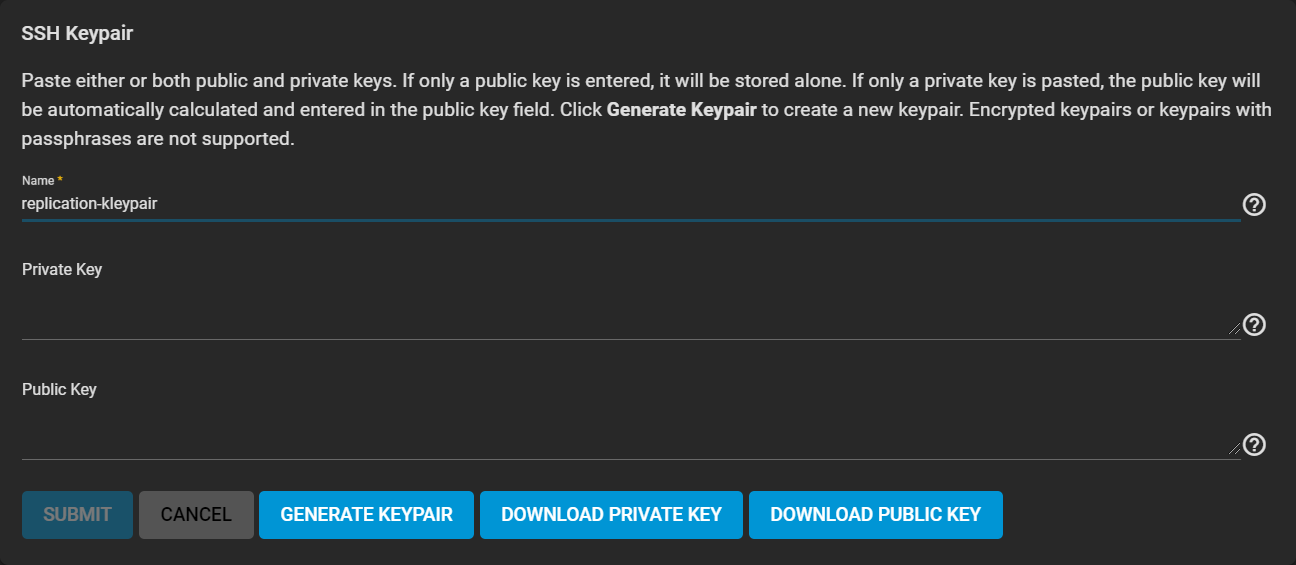 SSH Keypair
Paste either or both public and private keys. If only a public key is entered, it will be stored alone. If only a private key is pasted, the public key will
be automatically calculated and entered in the public key field. Click Generate Keypair to create a new keypair. Encrypted keypairs or keypairs with
passphrases are not supported.
Name *
replication-kleypair
Private Key
Public Key
SUBMIT CANCEL GENERATE KEYPAIR DOWNLOAD PRIVATE KEY DOWNLOAD PUBLIC KEY